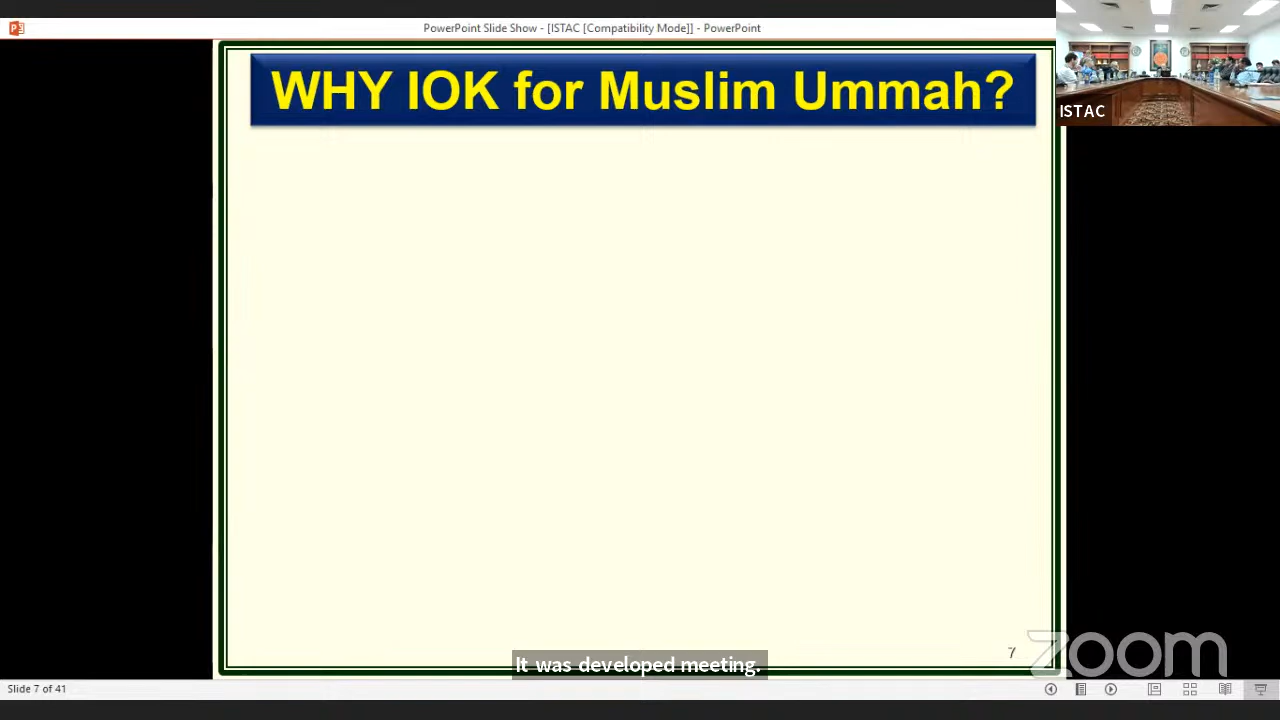 PowerPoint Slide Show - [ISTAC [Compatibility Mode]] - PowerPoint
WHY IOK for Muslim Ummah?
ISTAC
7
zoom
It was developed meeting.
Slide 7 of 41